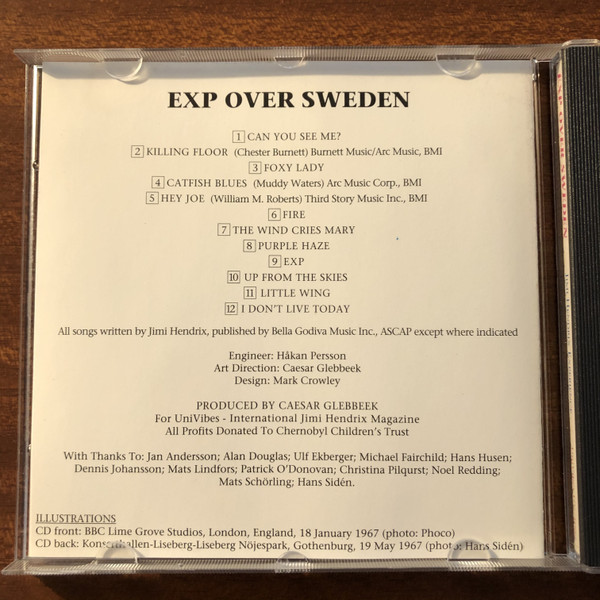 EXP OVER SWEDEN
1 CAN YOU SEE ME?
2 KILLING FLOOR (Chester Burnett) Burnett Music/Arc Music, BMI
3 FOXY LADY
4 CATFISH BLUES (Muddy Waters) Arc Music Corp., BMI
5 HEY JOE (William M. Roberts) Third Story Music Inc., BMI
6 FIRE
7 THE WIND CRIES MARY
8 PURPLE HAZE
9 EXP
10 UP FROM THE SKIES
11 LITTLE WING
12 I DON'T LIVE TODAY
All songs written by Jimi Hendrix, published by Bella Godiva Music Inc., ASCAP except where indicated
Engineer: Håkan Persson
Art Direction: Caesar Glebbeek
Design: Mark Crowley
PRODUCED BY CAESAR GLEBBEEK
For UniVibes - International Jimi Hendrix Magazine
All Profits Donated To Chernobyl Children's Trust
With Thanks To: Jan Andersson; Alan Douglas; Ulf Ekberger; Michael Fairchild; Hans Husen;
Dennis Johansson; Mats Lindfors; Patrick O'Donovan; Christina Pilqurst; Noel Redding;
Mats Schörling; Hans Sidén.
ILLUSTRATIONS
CD front: BBC Lime Grove Studios, London, England, 18 January 1967 (photo: Phoco)
CD back: Konserthallen-Liseberg-Liseberg Nöjespark, Gothenburg, 19 May 1967 (photo: Hans Sidén)
EXP OVER SWEDEN